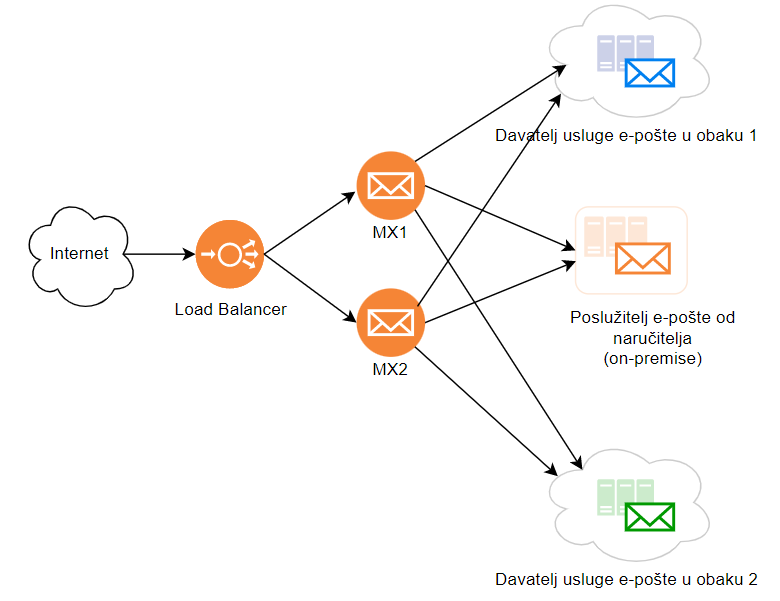 Internet
Load Balancer
MX1
MX2
Davatelj usluge e-pošte u obaku 1
Poslužitelj e-pošte od
naručitelja
(on-premise)
Davatelj usluge e-pošte u obaku 2